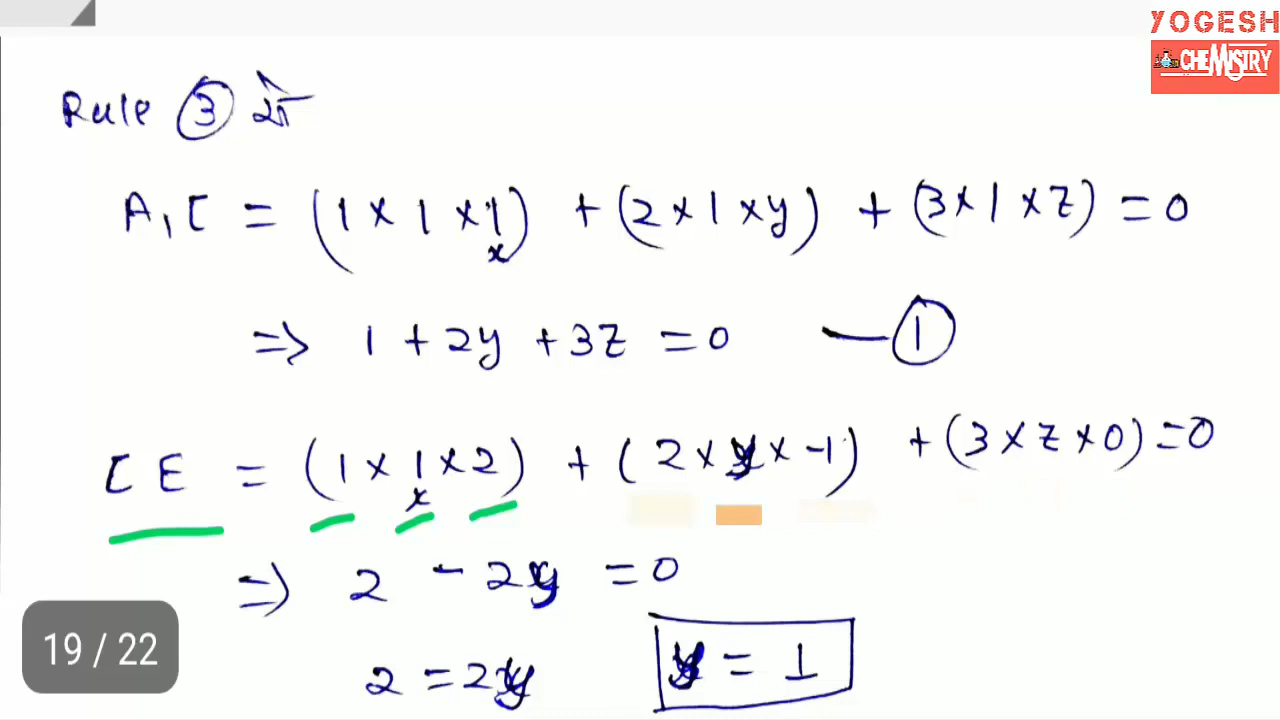 YOGESH
CHEMISTRY
Rule ③ से
A₁C = (1 × 1 × 1) + (2 × 1 × y) + (3 × 1 × z) = 0
x
=> 1 + 2y + 3z = 0 — ①
C E = (1 × 1 × 2) + (2 × y × -1) + (3 × z × 0) = 0
x
=> 2 - 2y = 0
2 = 2y y = 1
19 / 22